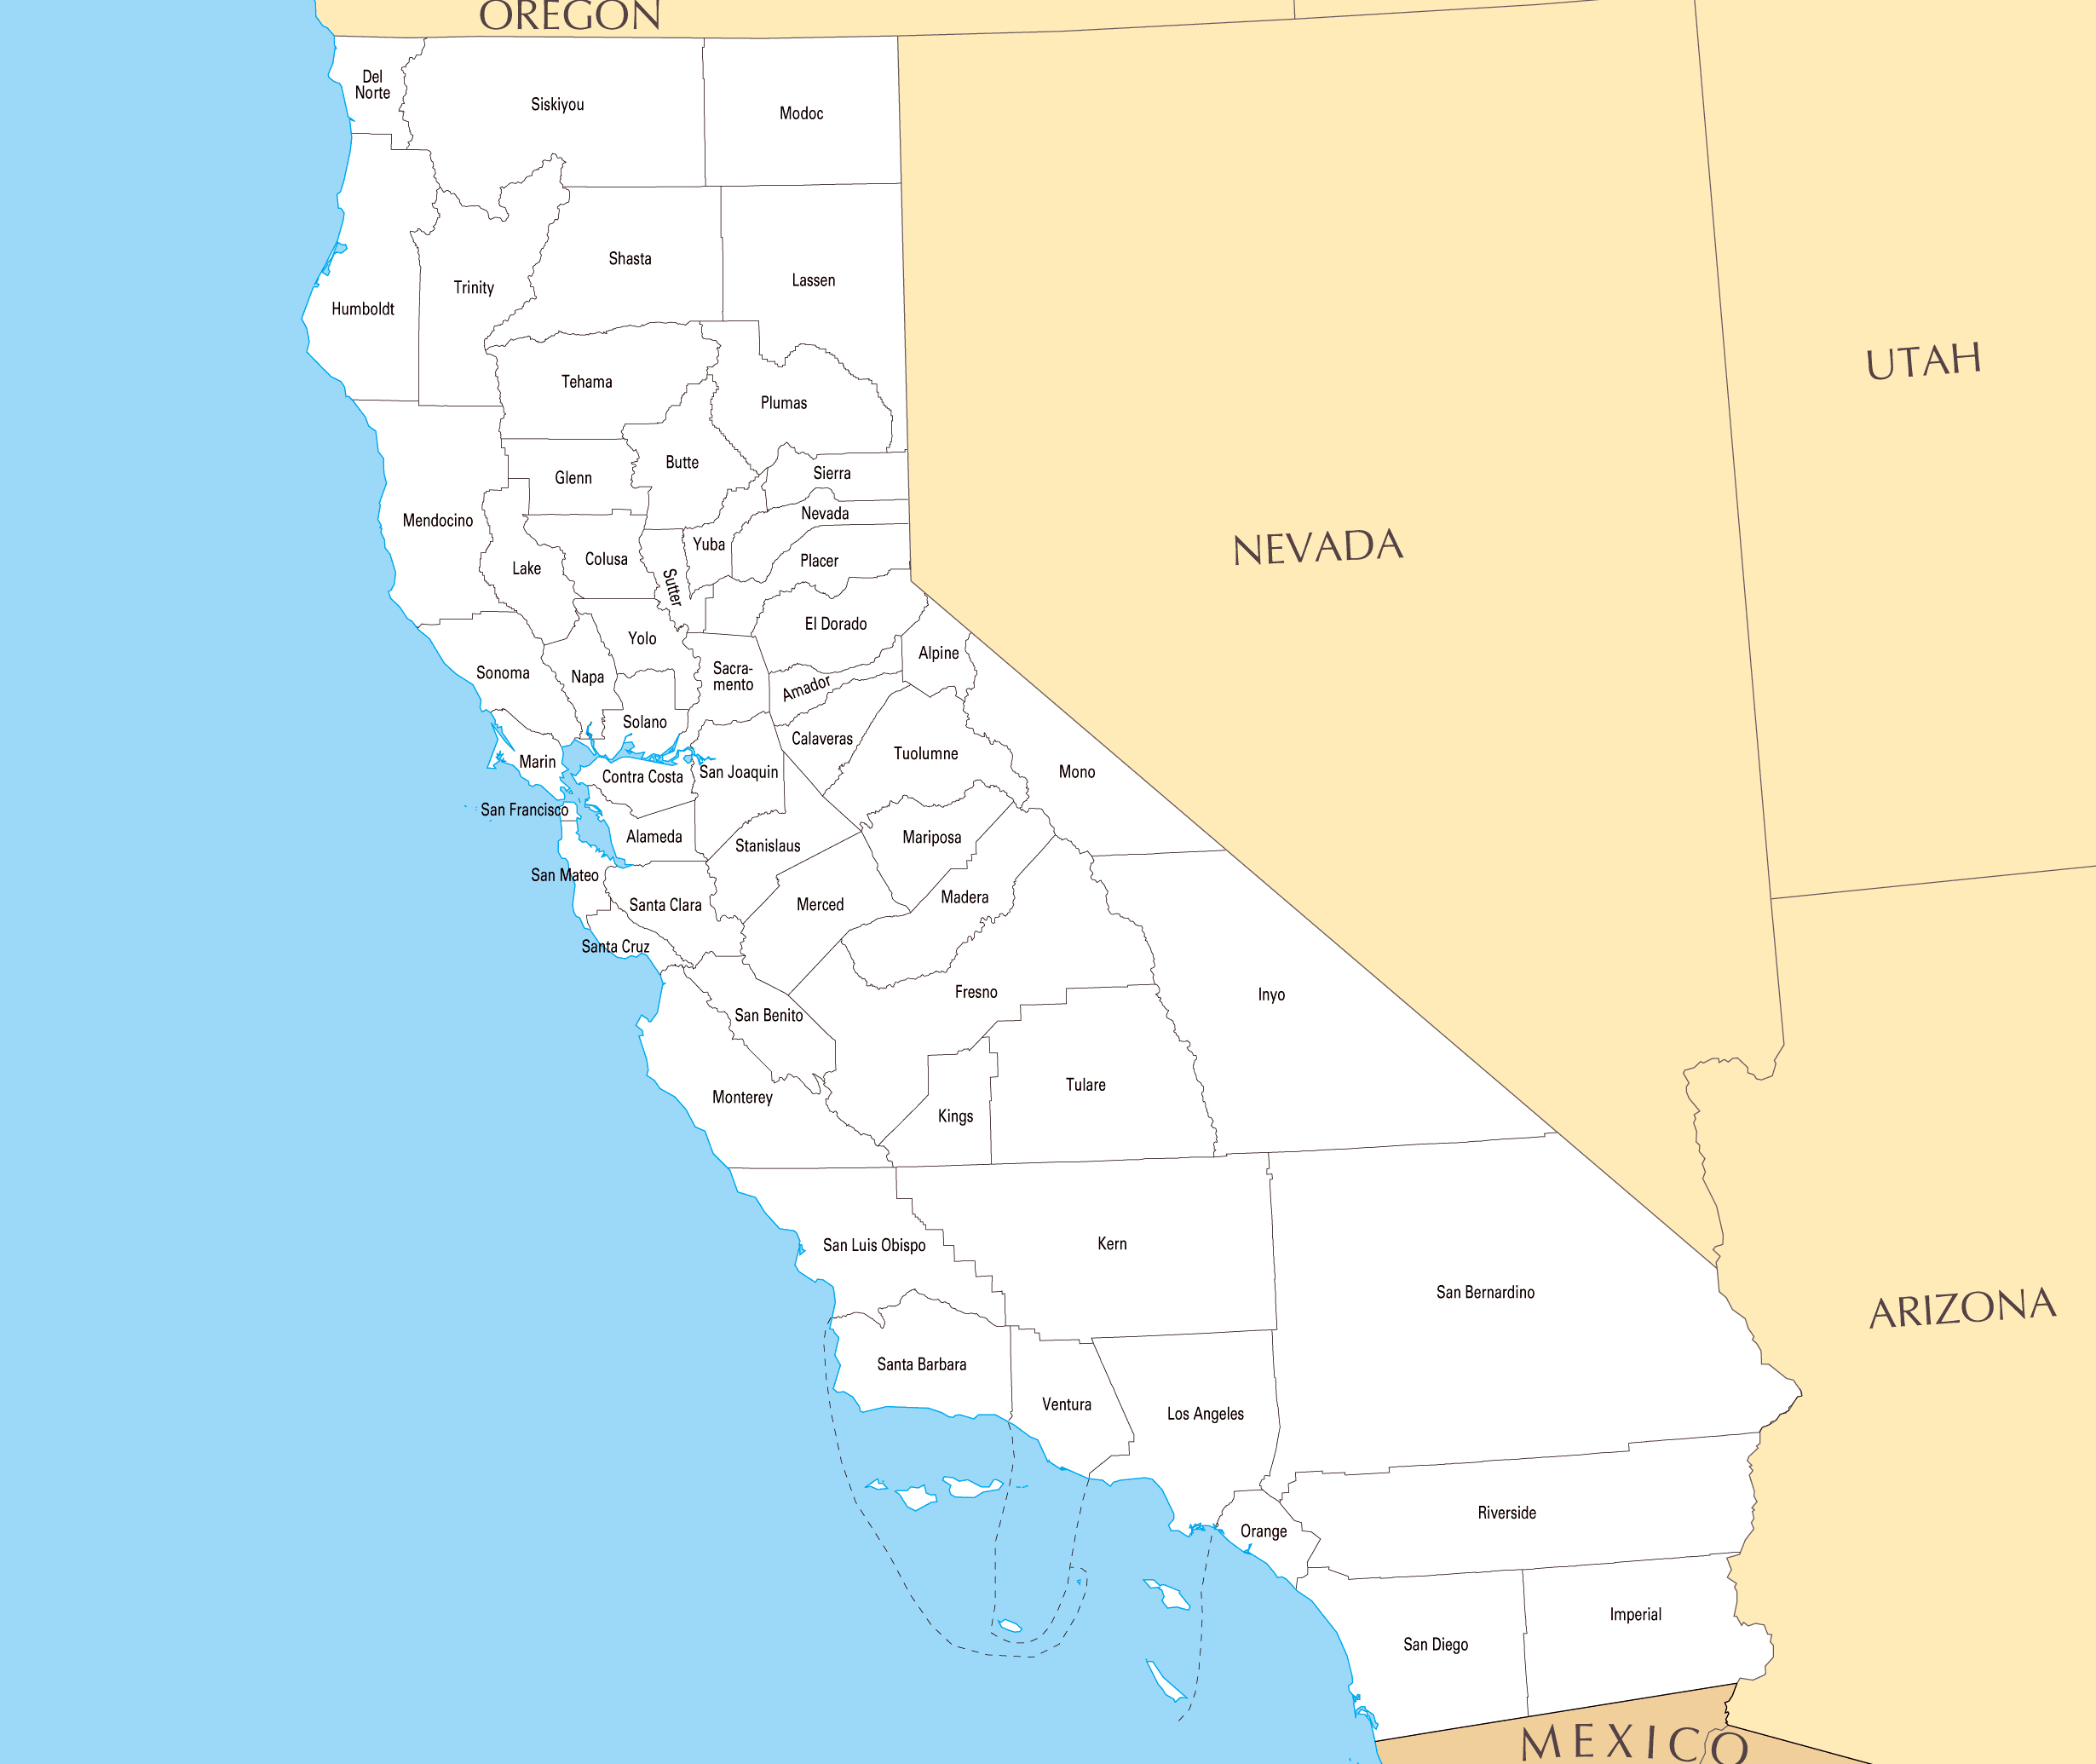 OREGON
Del
Norte
Siskiyou
Modoc
Shasta
Lassen
Trinity
Humboldt
UTAH
Tehama
Plumas
Butte
Sierra
Glenn
Nevada
Mendocino
NEVADA
Yuba
Colusa
Placer
Lake
Sutter
El Dorado
Yolo
Alpine
Sonoma
Napa
Sacra-
mento
Amador
Solano
Calaveras
Tuolumne
Marin
Contra Costa
San Joaquin
Mono
San Francisco
Alameda
Stanislaus
Mariposa
San Mateo
Santa Clara
Merced
Madera
Santa Cruz
Fresno
Inyo
San Benito
Tulare
Monterey
Kings
San Luis Obispo
Kern
San Bernardino
ARIZONA
Santa Barbara
Ventura
Los Angeles
Riverside
Orange
Imperial
San Diego
MEXICO